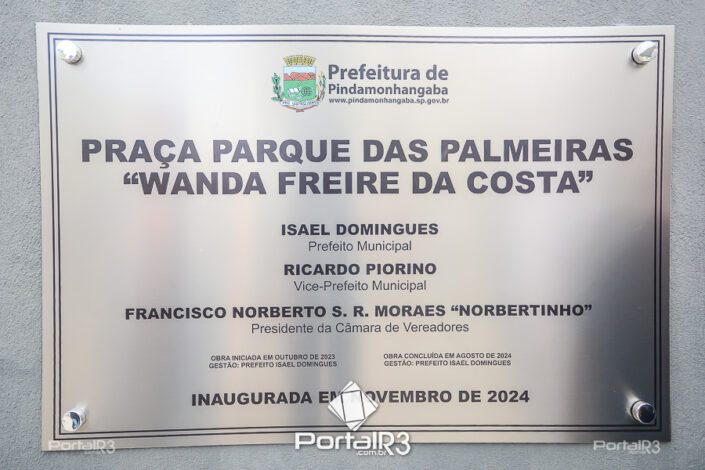 Prefeitura de
Pindamonhangaba
www.pindamonhangaba.sp.gov.br
PRAÇA PARQUE DAS PALMEIRAS
“WANDA FREIRE DA COSTA”
ISAEL DOMINGUES
Prefeito Municipal
RICARDO PIORINO
Vice-Prefeito Municipal
FRANCISCO NORBERTO S. R. MORAES “NORBERTINHO”
Presidente da Câmara de Vereadores
OBRA INICIADA EM OUTUBRO DE 2023
GESTÃO: PREFEITO ISAEL DOMINGUES
OBRA CONCLUÍDA EM AGOSTO DE 2024
GESTÃO: PREFEITO ISAEL DOMINGUES
INAUGURADA EM NOVEMBRO DE 2024
PortalR3
.com.br
PortalR3
PortalR3